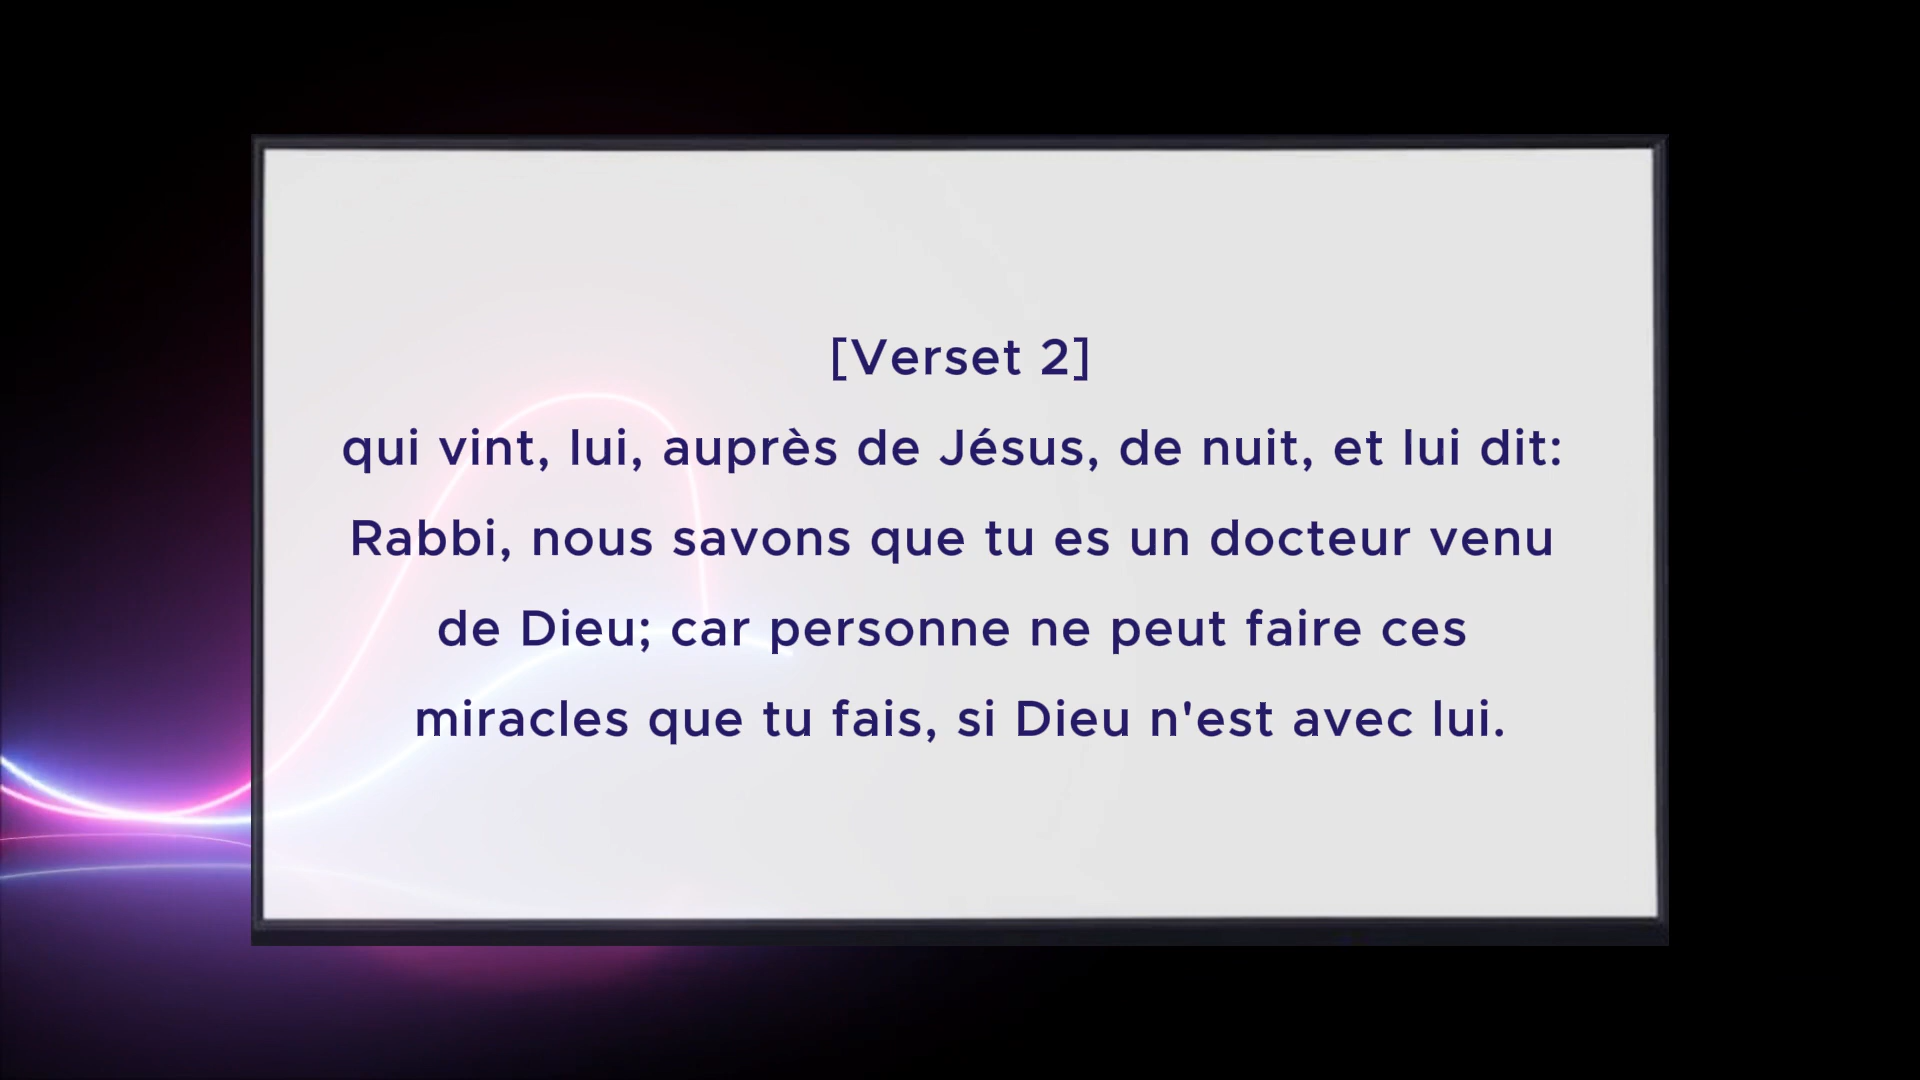 [Verset 2]
qui vint, lui, auprès de Jésus, de nuit, et lui dit:
Rabbi, nous savons que tu es un docteur venu
de Dieu; car personne ne peut faire ces
miracles que tu fais, si Dieu n'est avec lui.